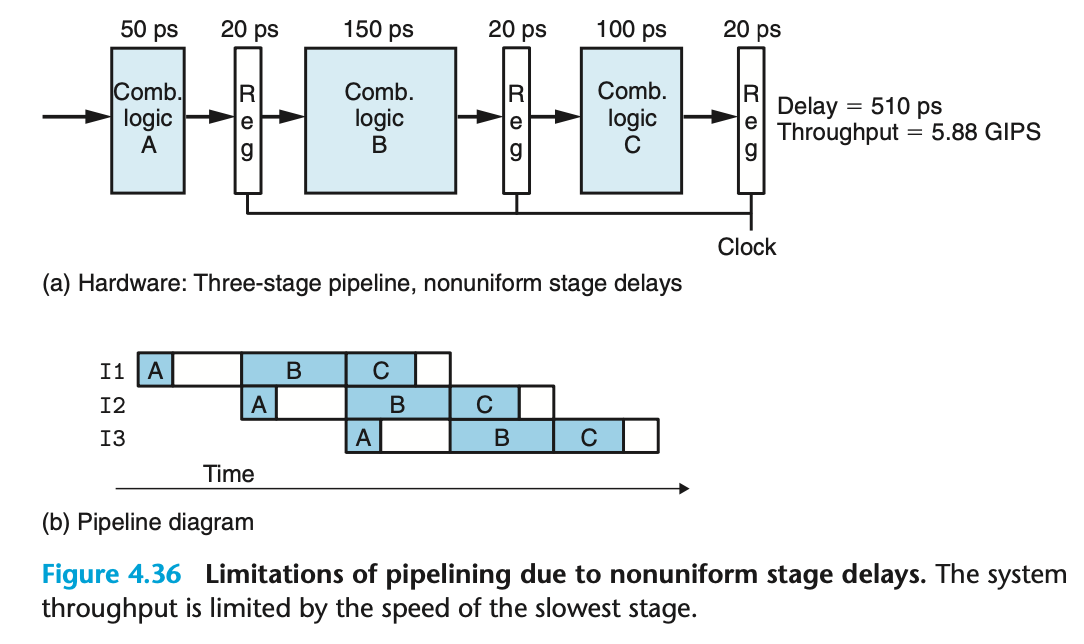 50 ps 20 ps 150 ps 20 ps 100 ps 20 ps
Comb.
logic
A
R
e
g
Comb.
logic
B
R
e
g
Comb.
logic
C
R
e
g
Delay = 510 ps
Throughput = 5.88 GIPS
Clock
(a) Hardware: Three-stage pipeline, nonuniform stage delays
I1 A B C
I2 A B C
I3 A B C
Time
(b) Pipeline diagram
Figure 4.36 Limitations of pipelining due to nonuniform stage delays. The system
throughput is limited by the speed of the slowest stage.